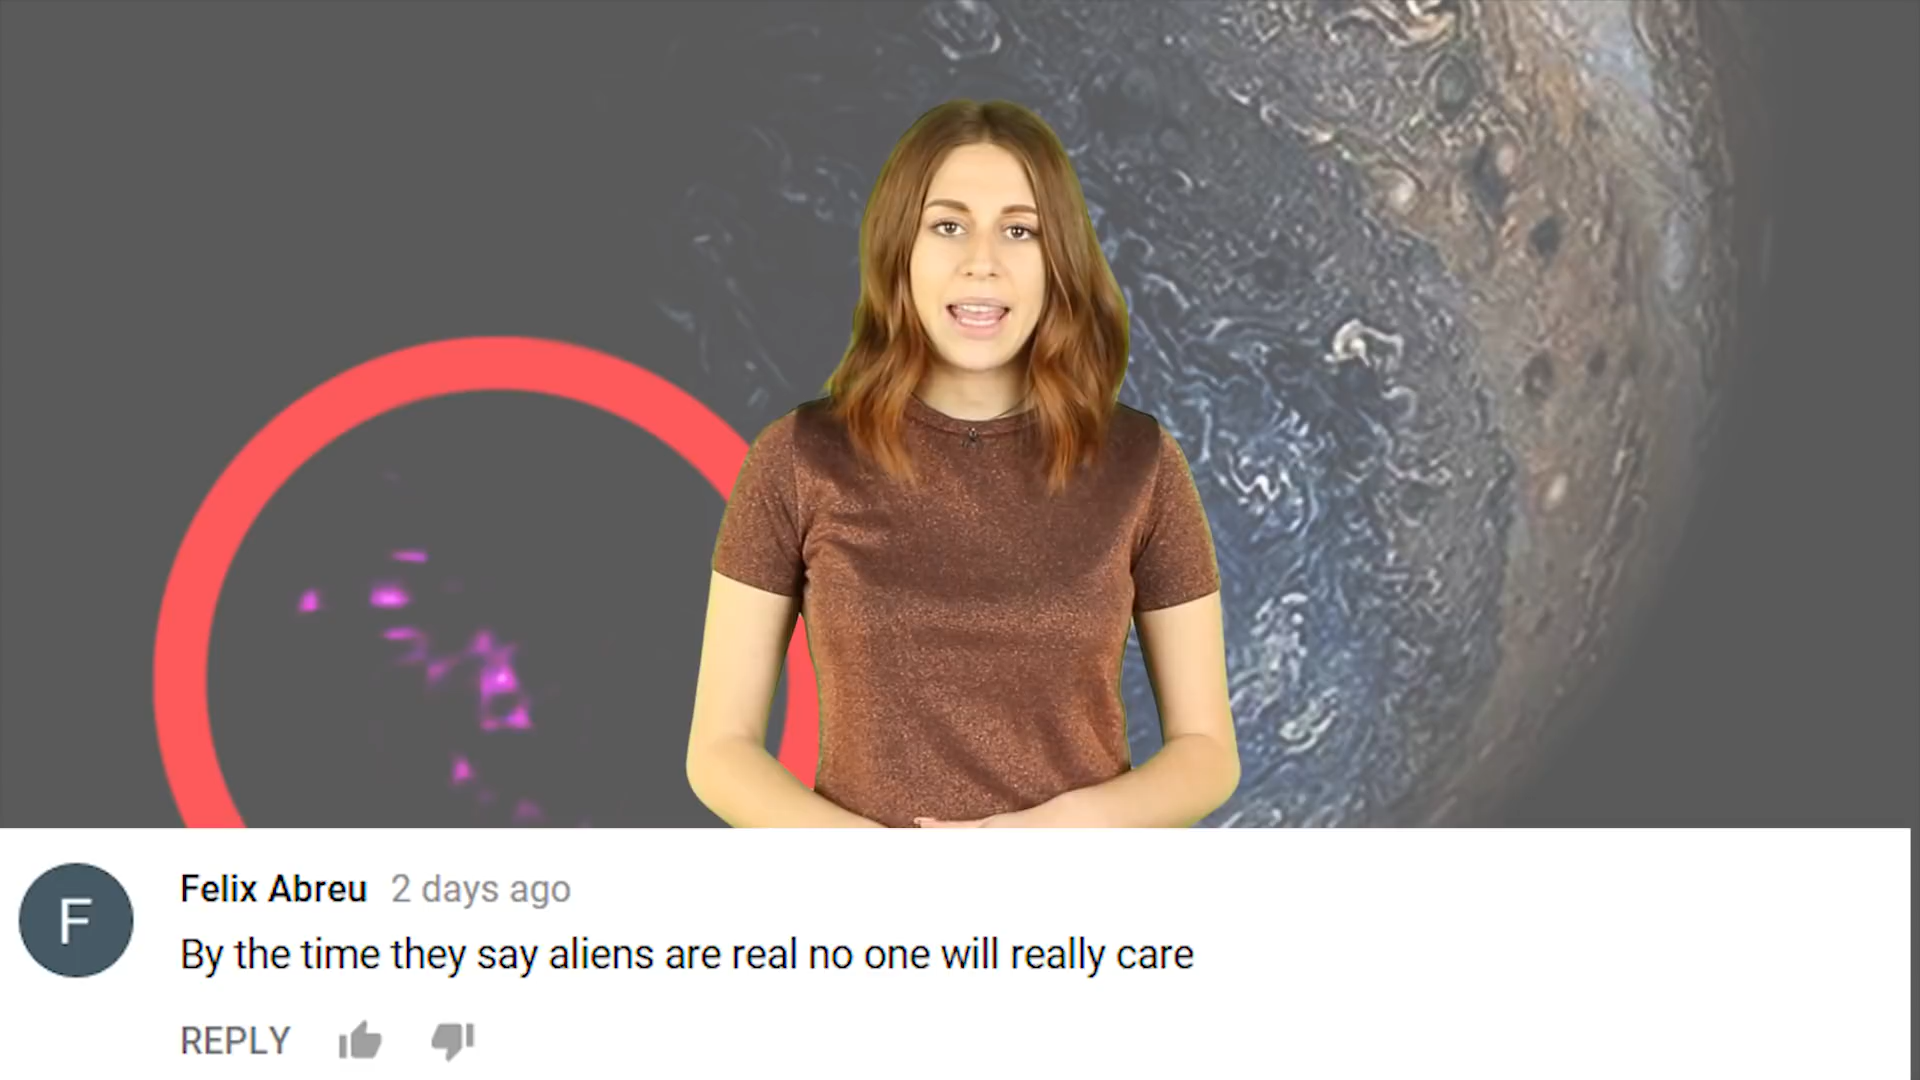 F
Felix Abreu 2 days ago
By the time they say aliens are real no one will really care
REPLY